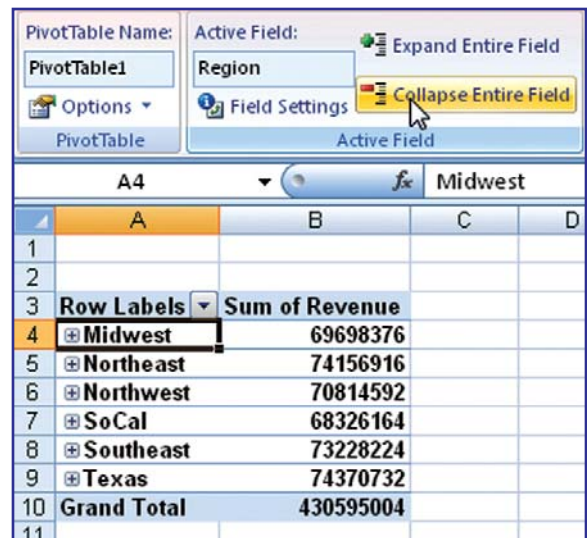 PivotTable Name: Active Field:
PivotTable1 Region Expand Entire Field
Options Field Settings Collapse Entire Field
PivotTable Active Field
A4 fx Midwest
A B C D
1
2
3 Row Labels Sum of Revenue
4 Midwest 69698376
5 Northeast 74156916
6 Northwest 70814592
7 SoCal 68326164
8 Southeast 73228224
9 Texas 74370732
10 Grand Total 430595004
11